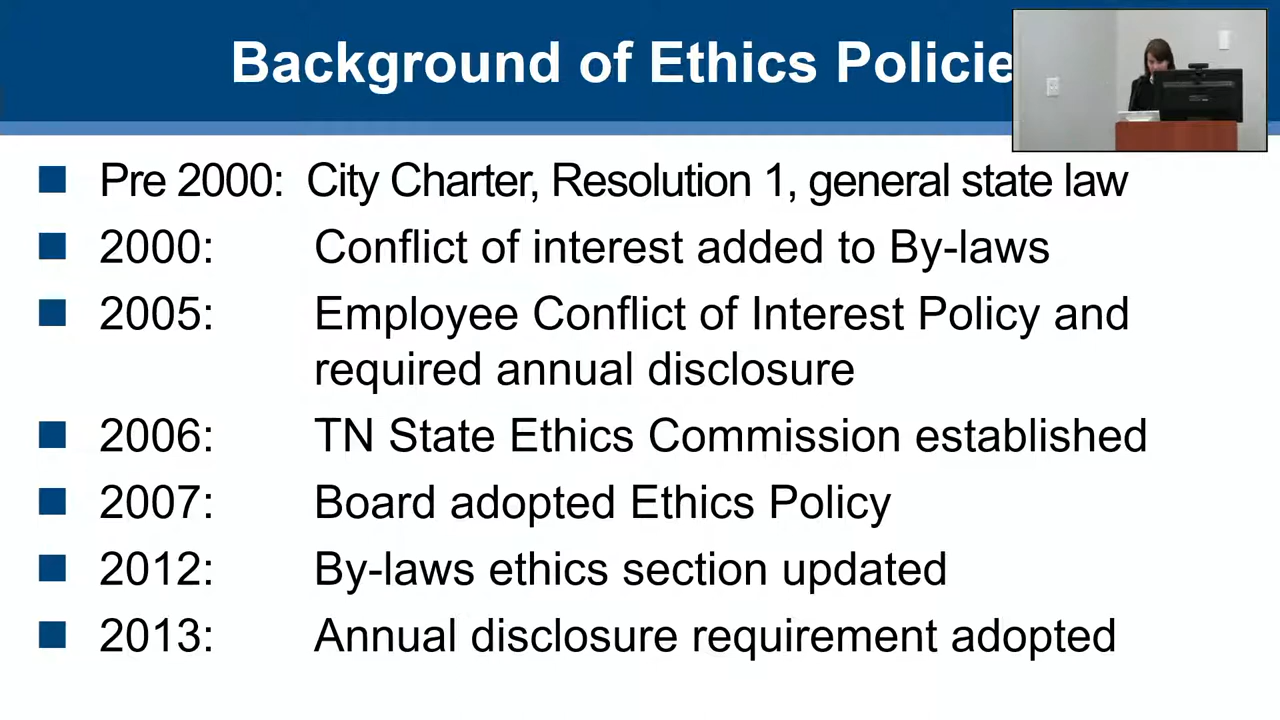 Background of Ethics Policie
Pre 2000: City Charter, Resolution 1, general state law
2000: Conflict of interest added to By-laws
2005: Employee Conflict of Interest Policy and
required annual disclosure
2006: TN State Ethics Commission established
2007: Board adopted Ethics Policy
2012: By-laws ethics section updated
2013: Annual disclosure requirement adopted